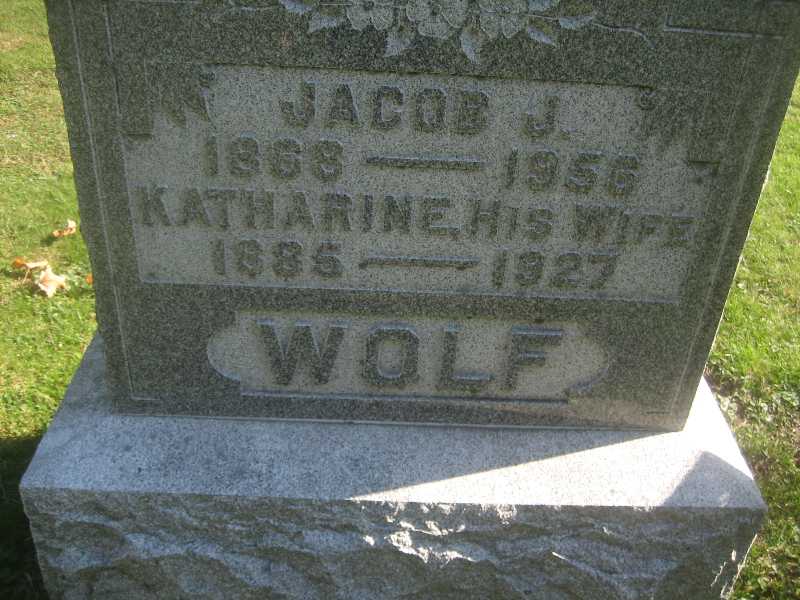 JACOB J.
1868 — 1956
KATHARINE, HIS WIFE
1885 — 1927
WOLF